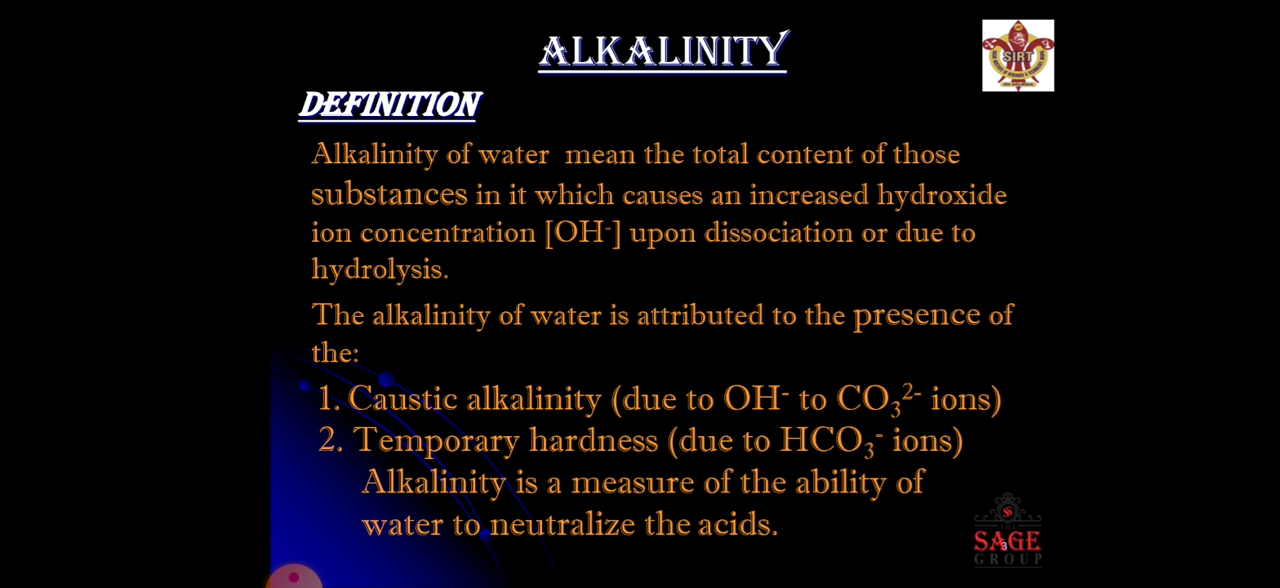 ALKALINITY
SIRT
DEFINITION
Alkalinity of water mean the total content of those
substances in it which causes an increased hydroxide
ion concentration [OH-] upon dissociation or due to
hydrolysis.
The alkalinity of water is attributed to the presence of
the:
1. Caustic alkalinity (due to OH⁻ to CO₃²⁻ ions)
2. Temporary hardness (due to HCO₃⁻ ions)
Alkalinity is a measure of the ability of
water to neutralize the acids.
SAGE
3
GROUP